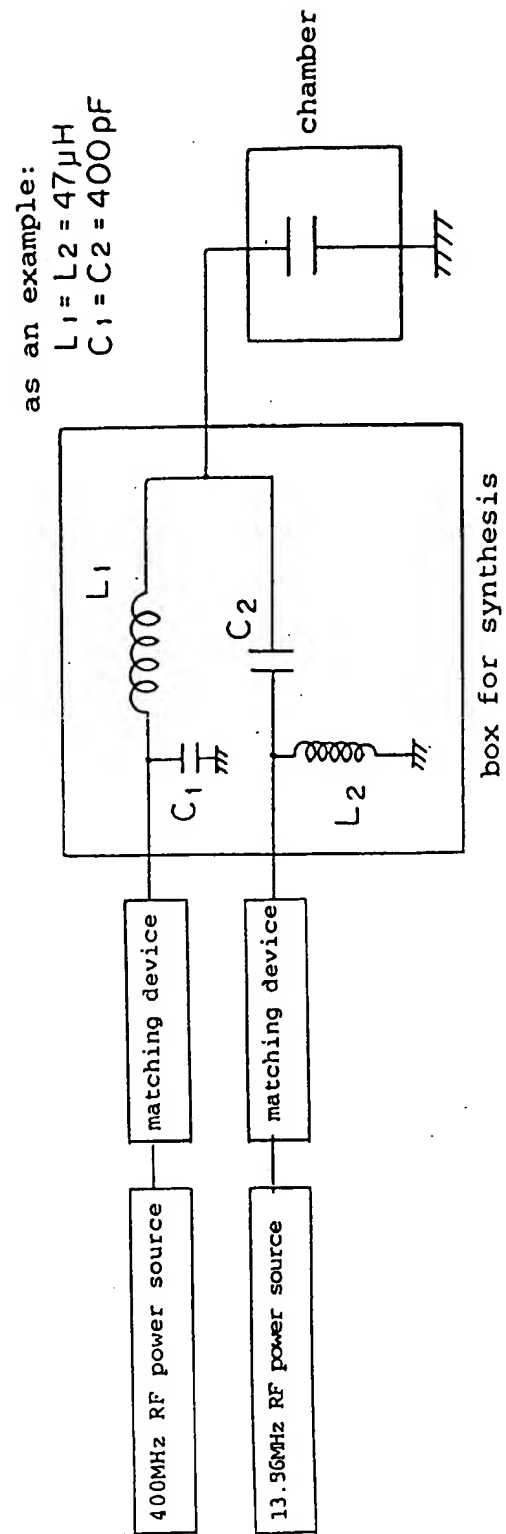 as an example:
L1 = L2 = 47μH
C1 = C2 = 400pF
400MHz RF power source
matching device
C1
L1
chamber
13.56MHz RF power source
matching device
L2
C2
box for synthesis